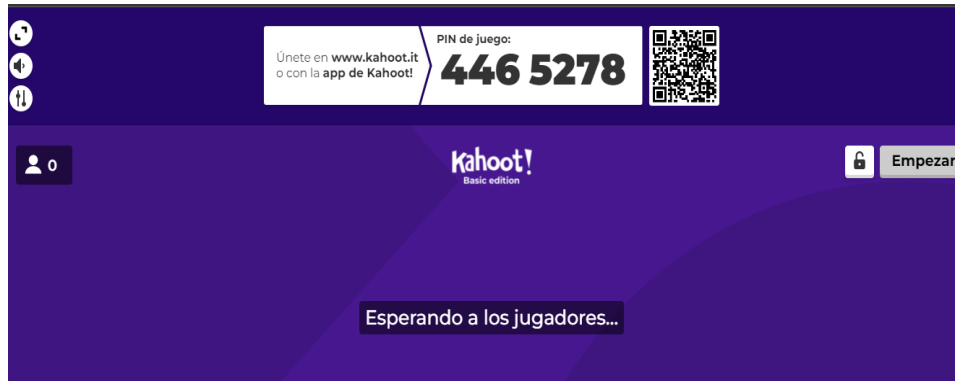 Únete en www.kahoot.it
o con la app de Kahoot!
PIN de juego:
446 5278
0
Kahoot!
Basic edition
Empezar
Esperando a los jugadores...